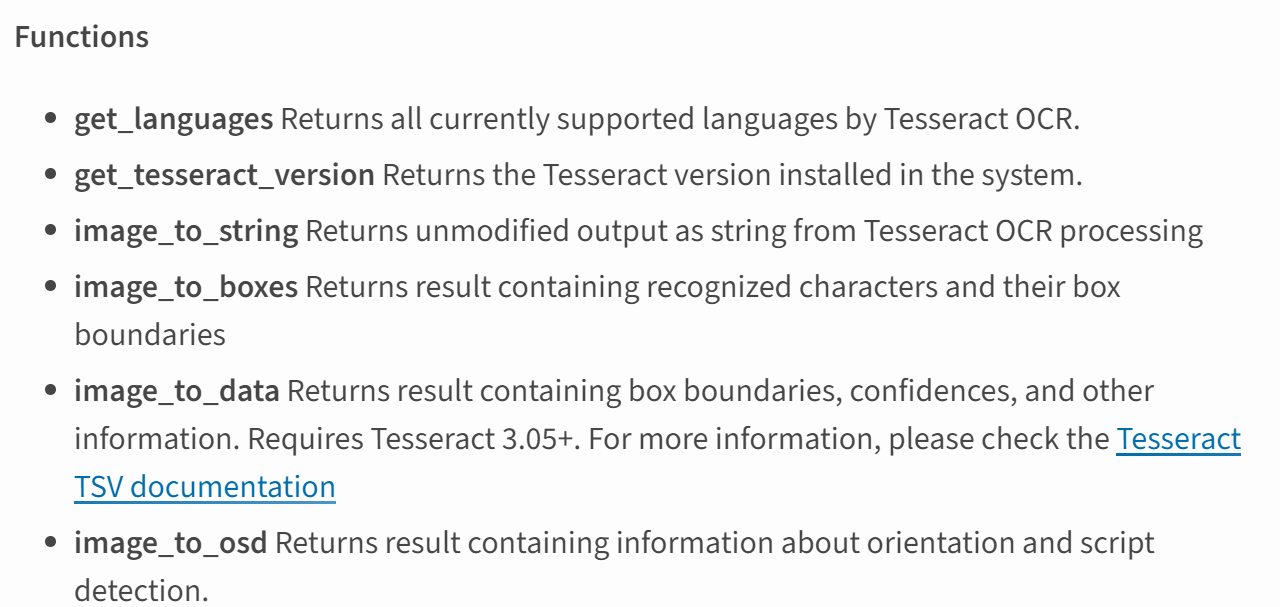 Functions
• get_languages Returns all currently supported languages by Tesseract OCR.
• get_tesseract_version Returns the Tesseract version installed in the system.
• image_to_string Returns unmodified output as string from Tesseract OCR processing
• image_to_boxes Returns result containing recognized characters and their box
boundaries
• image_to_data Returns result containing box boundaries, confidences, and other
information. Requires Tesseract 3.05+. For more information, please check the Tesseract
TSV documentation
• image_to_osd Returns result containing information about orientation and script
detection.